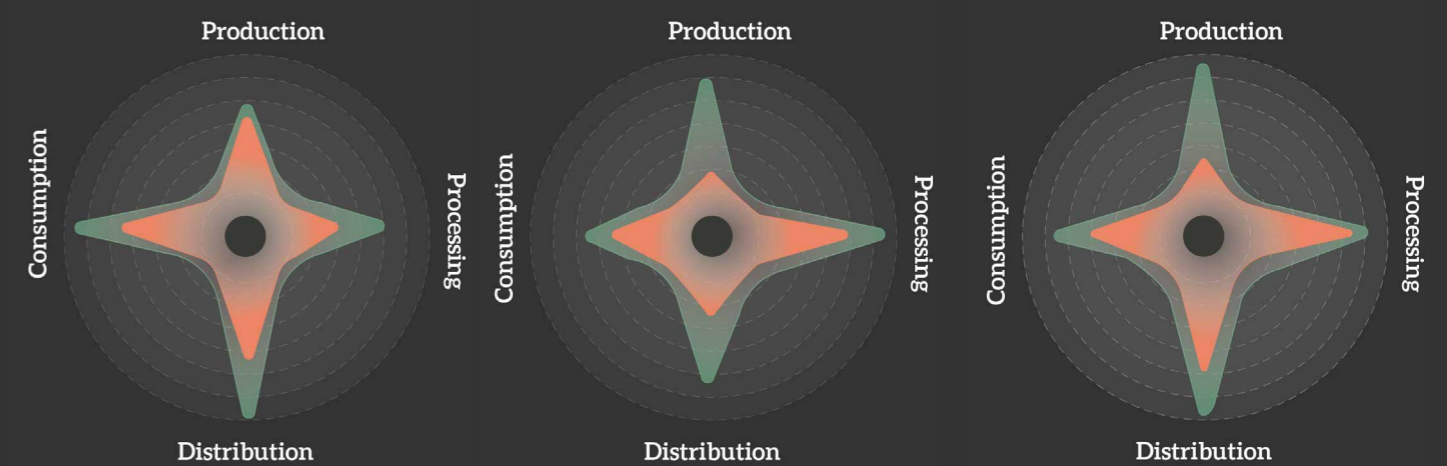 Production
Consumption
Processing
Distribution
Production
Consumption
Processing
Distribution
Production
Consumption
Processing
Distribution